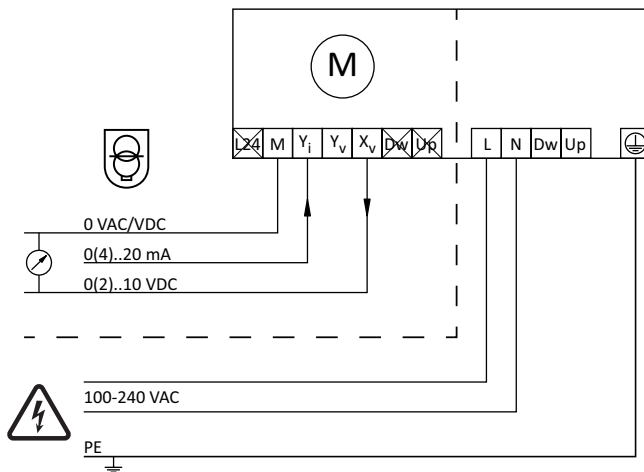 M
L24 M Yi Yv Xv Dw Up L N Dw Up
0 VAC/VDC
0(4)..20 mA
0(2)..10 VDC
100-240 VAC
PE